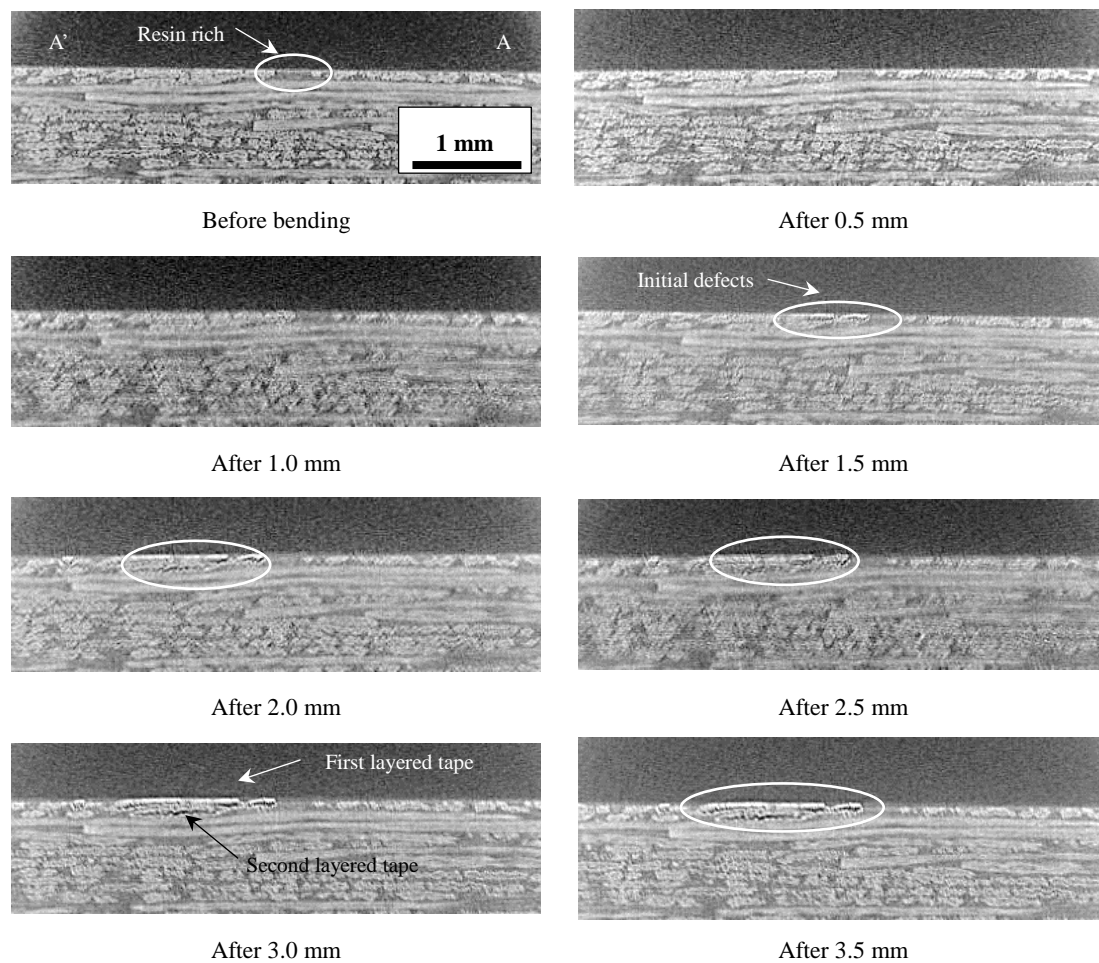 A’
Resin rich
A
1 mm
Before bending
After 0.5 mm
After 1.0 mm
Initial defects
After 1.5 mm
After 2.0 mm
After 2.5 mm
First layered tape
Second layered tape
After 3.0 mm
After 3.5 mm